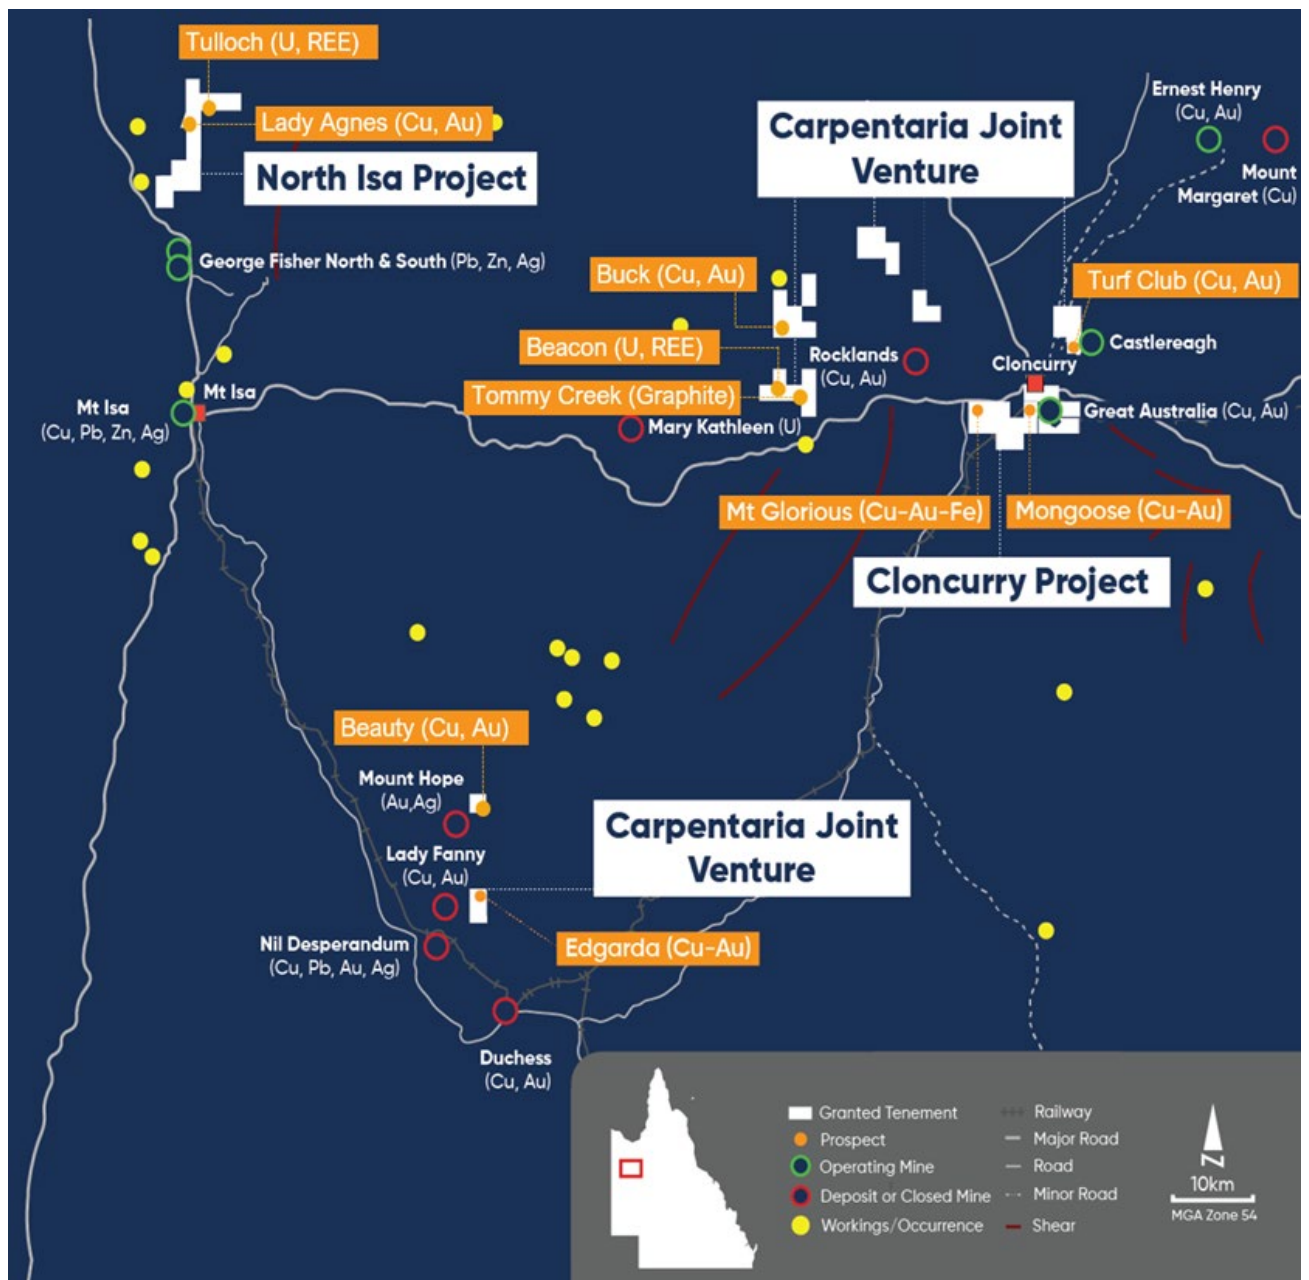 Tulloch (U, REE)
Lady Agnes (Cu, Au)
North Isa Project
Carpentaria Joint
Venture
Ernest Henry
(Cu, Au)
Mount
Margaret (Cu)
George Fisher North & South (Pb, Zn, Ag)
Buck (Cu, Au)
Turf Club (Cu, Au)
Beacon (U, REE)
Castlereagh
Rocklands
(Cu, Au)
Cloncurry
Tommy Creek (Graphite)
Mt Isa
Mt Isa
(Cu, Pb, Zn, Ag)
Mary Kathleen (U)
Great Australia (Cu, Au)
Mt Glorious (Cu-Au-Fe)
Mongoose (Cu-Au)
Cloncurry Project
Beauty (Cu, Au)
Mount Hope
(Au,Ag)
Carpentaria Joint
Venture
Lady Fanny
(Cu, Au)
Nil Desperandum
(Cu, Pb, Au, Ag)
Edgarda (Cu-Au)
Duchess
(Cu, Au)
Granted Tenement
Prospect
Operating Mine
Deposit or Closed Mine
Workings/Occurrence
Railway
Major Road
Road
Minor Road
Shear
N
10km
MGA Zone 54